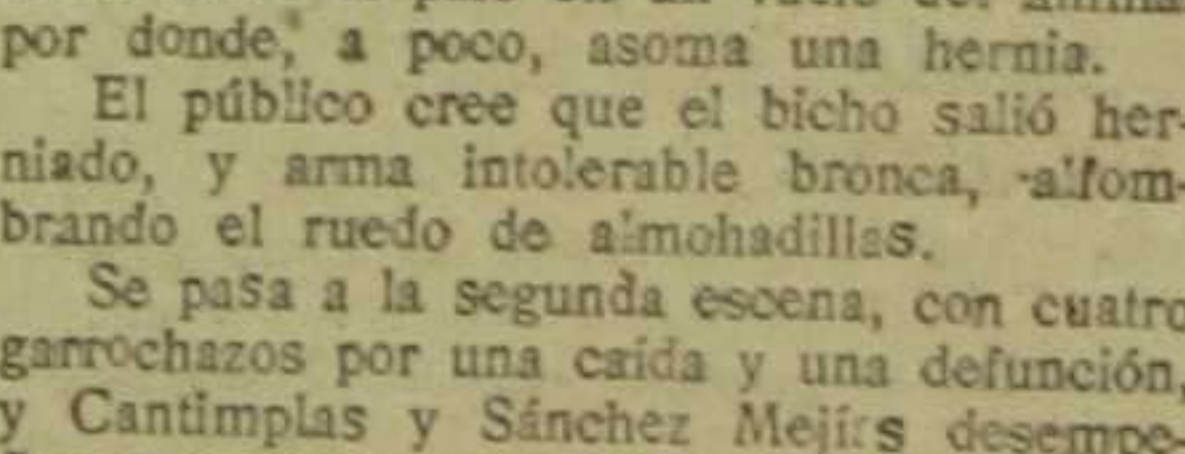 por donde, a poco, asoma una hernia.
El público cree que el bicho salió her-
niado, y arma intolerable bronca, alfom-
brando el ruedo de almohadillas.
Se pasa a la segunda escena, con cuatro
garrochazos por una caída y una defunción,
y Cantimplas y Sánchez Mejías desempe-